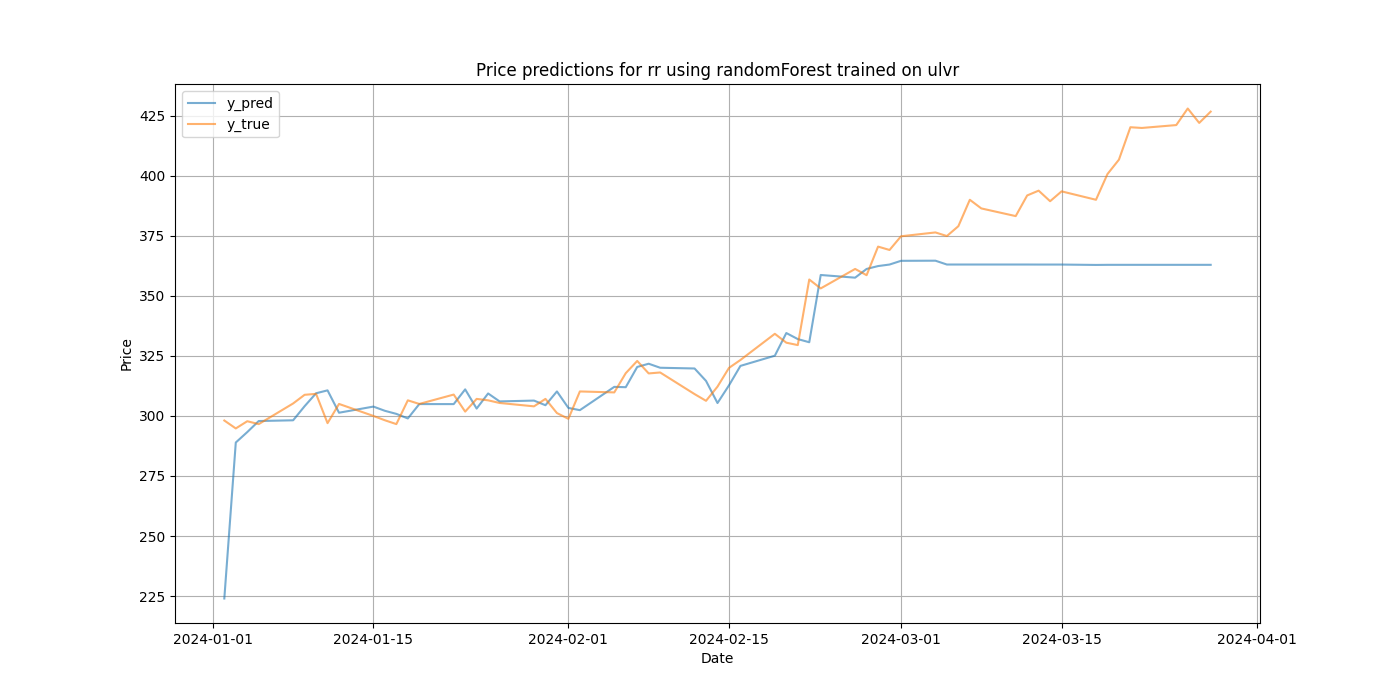 Price predictions for rr using randomForest trained on ulvr
y_pred
y_true
425
400
375
350
325
300
275
250
225
Price
2024-01-01 2024-01-15 2024-02-01 2024-02-15 2024-03-01 2024-03-15 2024-04-01
Date